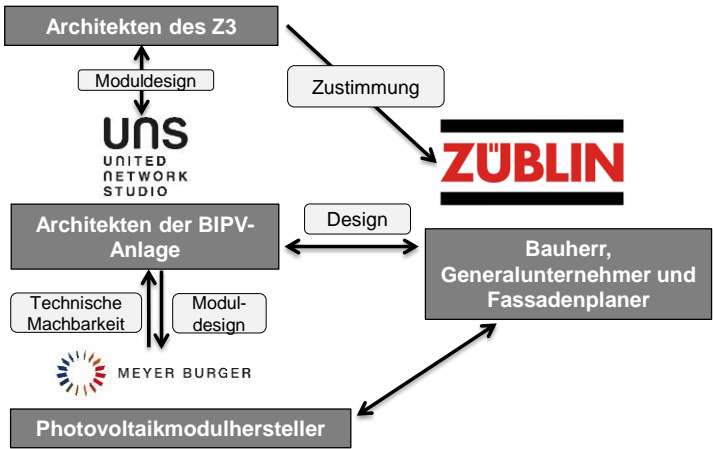 Architekten des Z3
Moduldesign
Zustimmung
UNS
UNITED
NETWORK
STUDIO
ZÜBLIN
Architekten der BIPV-
Anlage
Design
Bauherr,
Generalunternehmer und
Fassadenplaner
Technische
Machbarkeit
Modul-
design
MEYER BURGER
Photovoltaikmodulhersteller